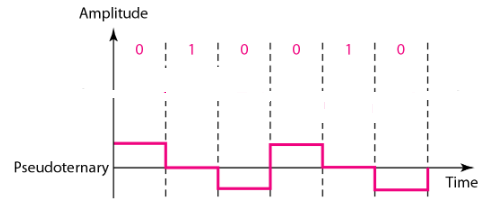 Amplitude
0 1 0 0 1 0
Pseudoternary
Time